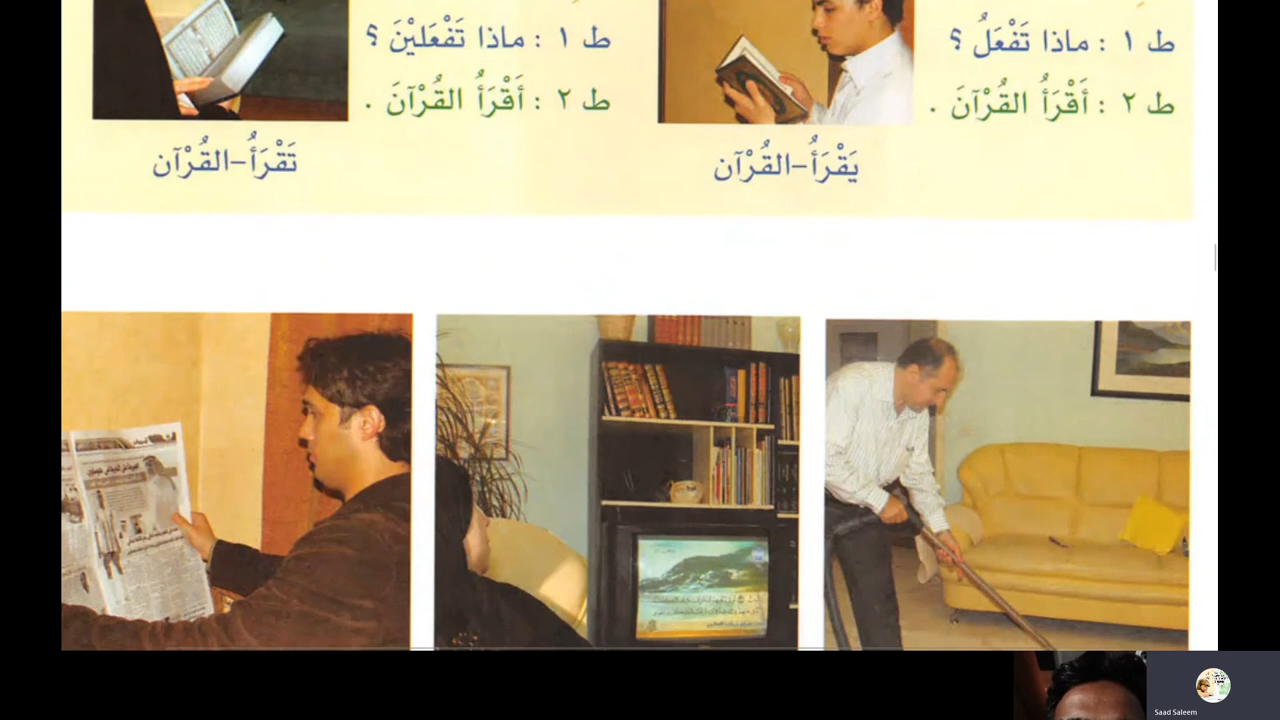 ط ١ : ماذا تَفْعَلُ ؟
ط ٢ : أَقْرَأُ القُرْآنَ .
يَقْرَأُ-القُرْآن
ط ١ : ماذا تَفْعَلِيْنَ ؟
ط ٢ : أَقْرَأُ القُرْآنَ .
تَقْرَأُ-القُرْآن
Saad Saleem